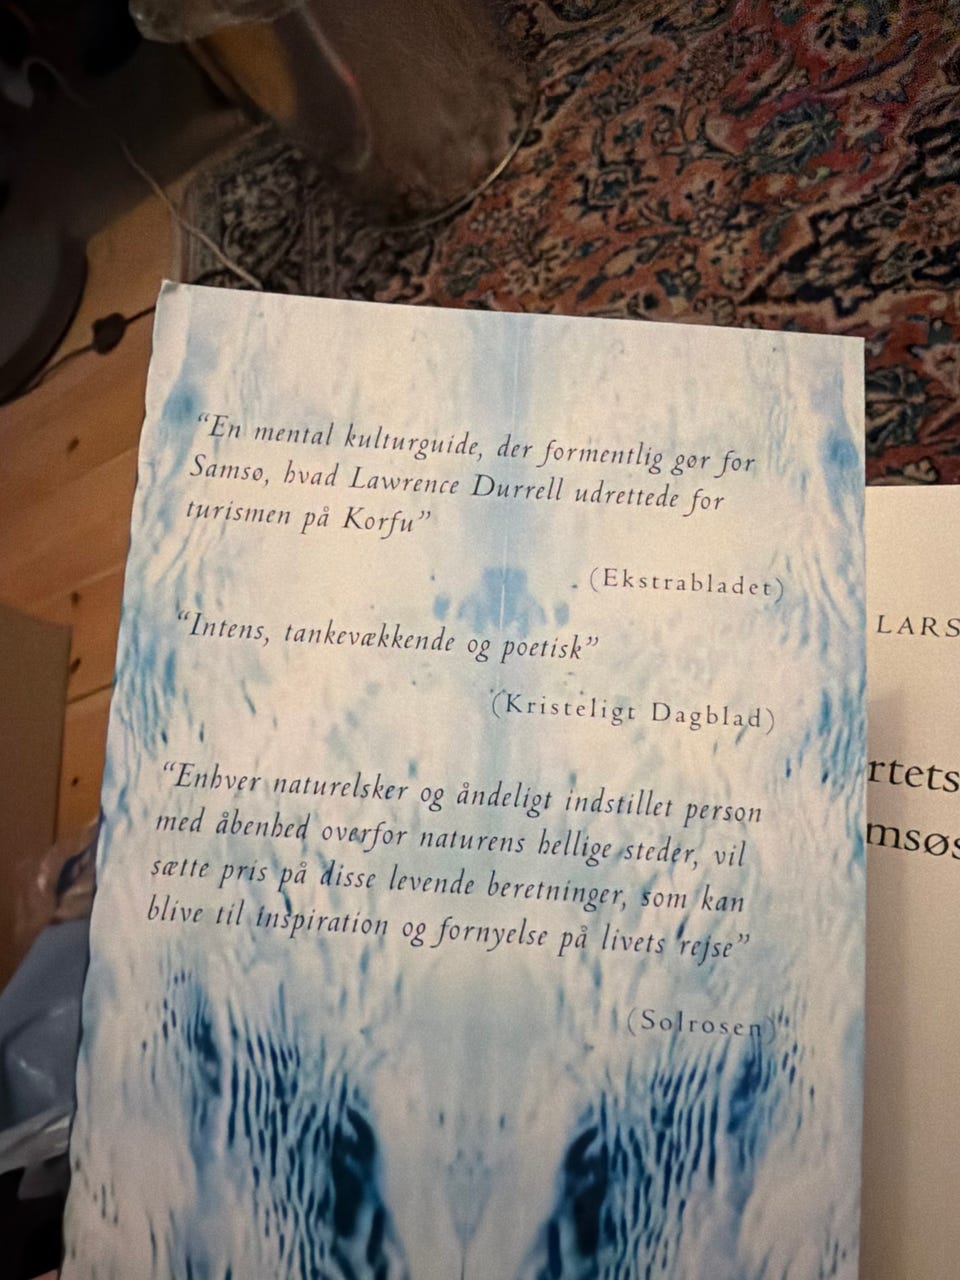 “En mental kulturguide, der formentlig gør for
Samsø, hvad Lawrence Durrell udrettede for
turismen på Korfu”
(Ekstrabladet)
“Intens, tankevækkende og poetisk”
(Kristeligt Dagblad)
“Enhver naturelsker og åndeligt indstillet person
med åbenhed overfor naturens hellige steder, vil
sætte pris på disse levende beretninger, som kan
blive til inspiration og fornyelse på livets rejse”
(Solrosen)
LARS
rtets
msøs